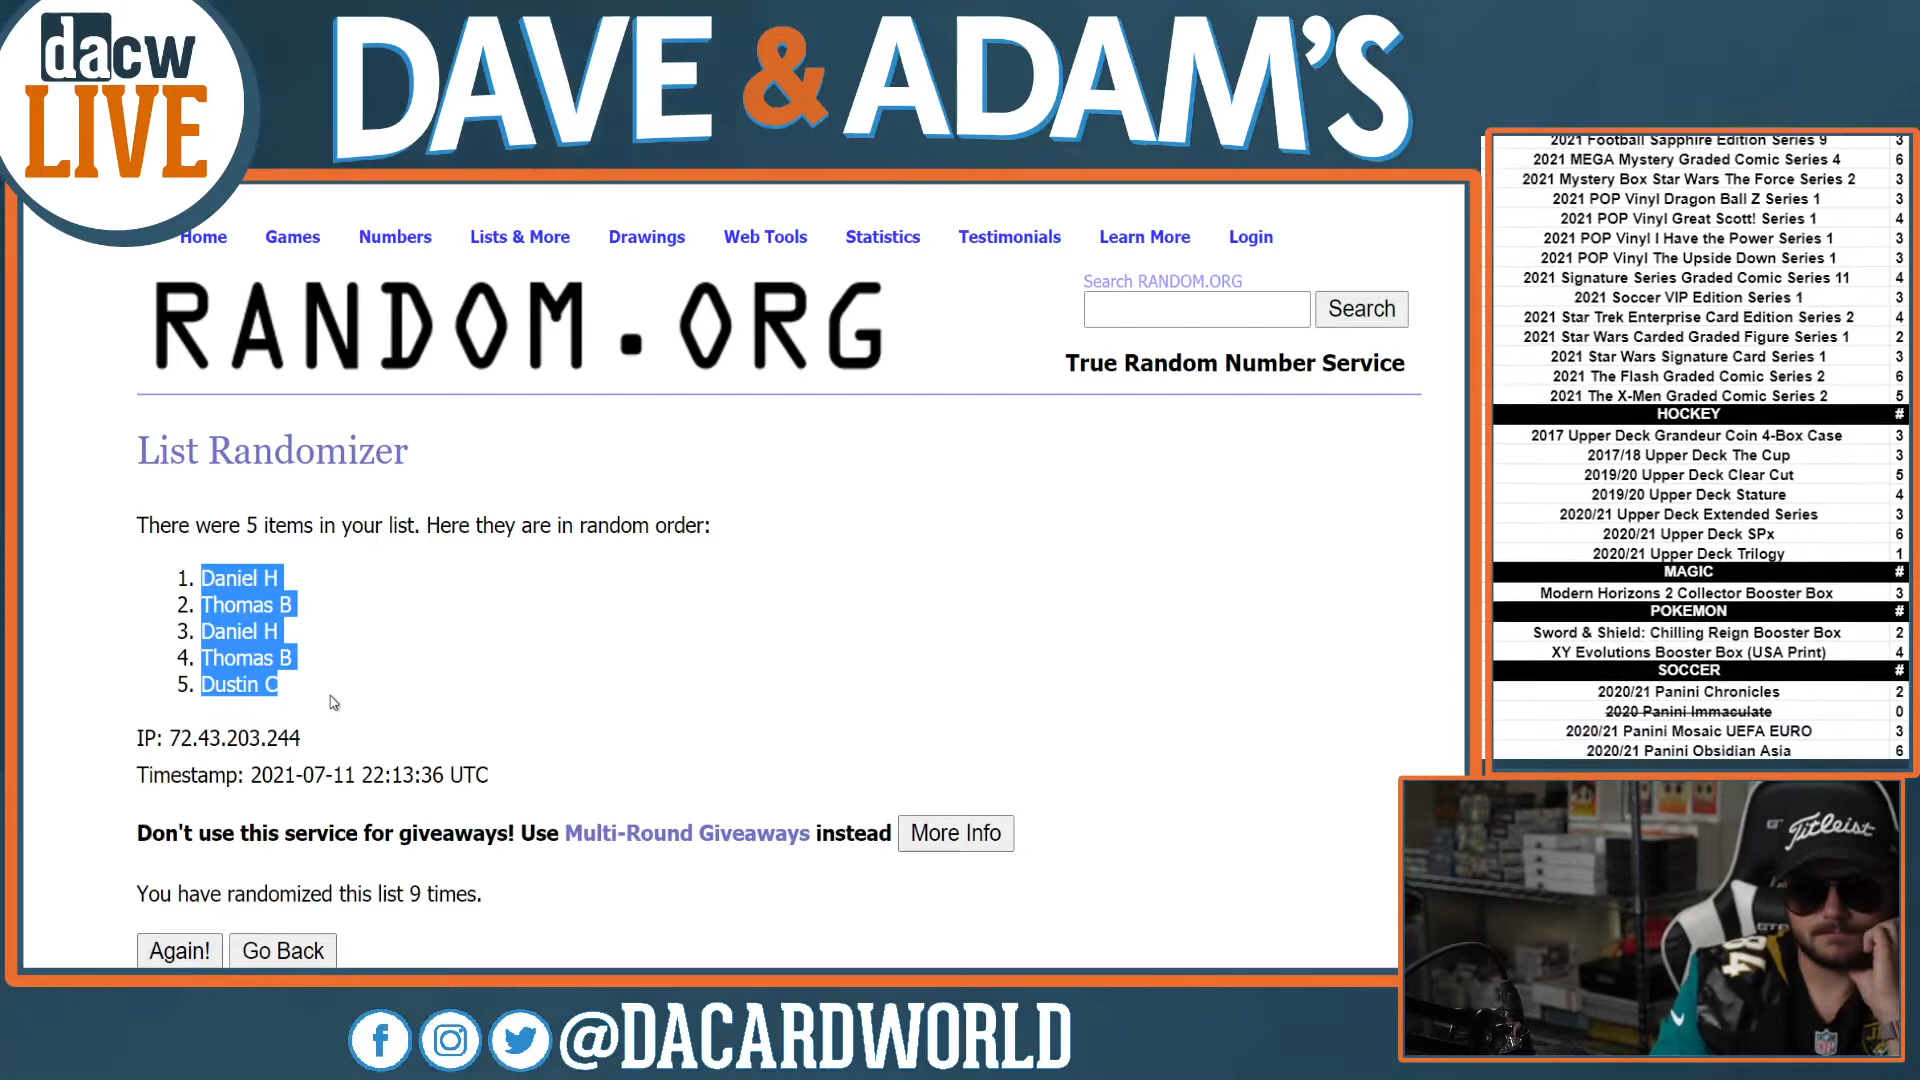 dacw
LIVE
DAVE & ADAM'S
Home Games Numbers Lists & More Drawings Web Tools Statistics Testimonials Learn More Login
RANDOM.ORG
Search RANDOM.ORG
Search
True Random Number Service
List Randomizer
There were 5 items in your list. Here they are in random order:
1. Daniel H
2. Thomas B
3. Daniel H
4. Thomas B
5. Dustin C
IP: 72.43.203.244
Timestamp: 2021-07-11 22:13:36 UTC
Don't use this service for giveaways! Use Multi-Round Giveaways instead More Info
You have randomized this list 9 times.
Again! Go Back
2021 Football Sapphire Edition Series 9 3
2021 MEGA Mystery Graded Comic Series 4 6
2021 Mystery Box Star Wars The Force Series 2 3
2021 POP Vinyl Dragon Ball Z Series 1 3
2021 POP Vinyl Great Scott! Series 1 4
2021 POP Vinyl I Have the Power Series 1 3
2021 POP Vinyl The Upside Down Series 1 3
2021 Signature Series Graded Comic Series 11 4
2021 Soccer VIP Edition Series 1 3
2021 Star Trek Enterprise Card Edition Series 2 4
2021 Star Wars Carded Graded Figure Series 1 2
2021 Star Wars Signature Card Series 1 3
2021 The Flash Graded Comic Series 2 6
2021 The X-Men Graded Comic Series 2 5
HOCKEY #
2017 Upper Deck Grandeur Coin 4-Box Case 3
2017/18 Upper Deck The Cup 3
2019/20 Upper Deck Clear Cut 5
2019/20 Upper Deck Stature 4
2020/21 Upper Deck Extended Series 3
2020/21 Upper Deck SPx 6
2020/21 Upper Deck Trilogy 1
MAGIC #
Modern Horizons 2 Collector Booster Box 3
POKEMON #
Sword & Shield: Chilling Reign Booster Box 2
XY Evolutions Booster Box (USA Print) 4
SOCCER #
2020/21 Panini Chronicles 2
2020 Panini Immaculate 0
2020/21 Panini Mosaic UEFA EURO 3
2020/21 Panini Obsidian Asia 6
Titleist
84
NFL
@DACARDWORLD